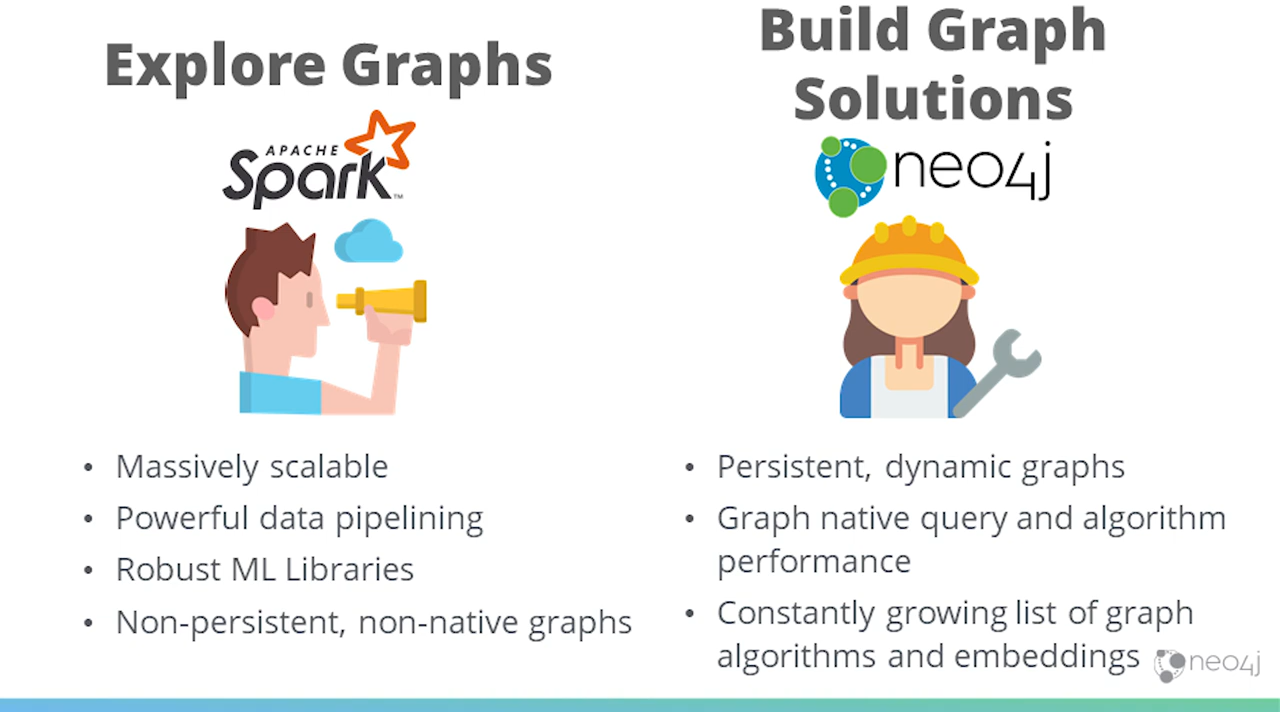 Explore Graphs
APACHE
Spark™
• Massively scalable
• Powerful data pipelining
• Robust ML Libraries
• Non-persistent, non-native graphs
Build Graph
Solutions
neo4j
• Persistent, dynamic graphs
• Graph native query and algorithm
performance
• Constantly growing list of graph
algorithms and embeddings
neo4j